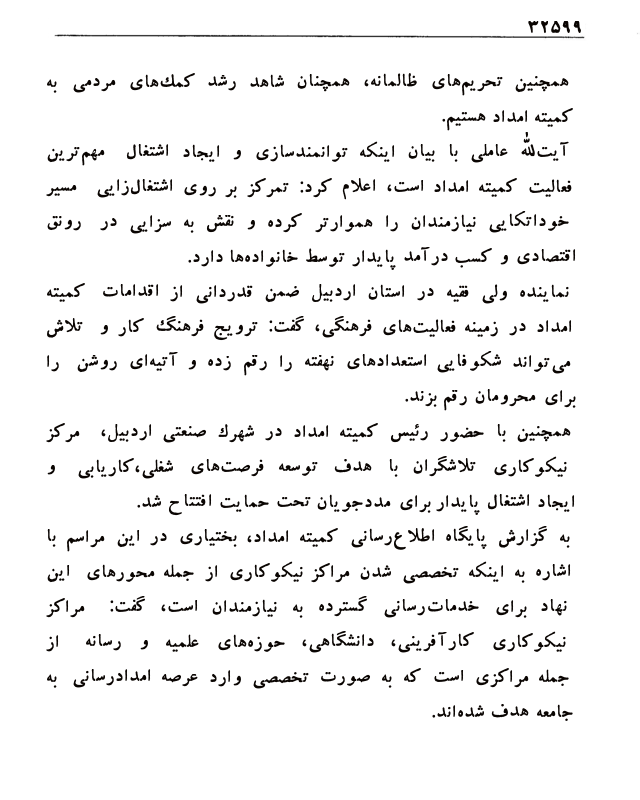 ۳۲۵۹۹
همچنین تحریم‌های ظالمانه، همچنان شاهد رشد کمك‌های مردمی به
کمیته امداد هستیم.
آیت‌الله عاملی با بیان اینکه توانمندسازی و ایجاد اشتغال مهم‌ترین
فعالیت کمیته امداد است، اعلام کرد: تمرکز بر روی اشتغال‌زایی مسیر
خوداتکایی نیازمندان را هموارتر کرده و نقش به سزایی در رونق
اقتصادی و کسب درآمد پایدار توسط خانواده‌ها دارد.
نماینده ولی فقیه در استان اردبیل ضمن قدردانی از اقدامات کمیته
امداد در زمینه فعالیت‌های فرهنگی، گفت: ترویج فرهنگ کار و تلاش
می‌تواند شکوفایی استعدادهای نهفته را رقم زده و آتیه‌ای روشن را
برای محرومان رقم بزند.
همچنین با حضور رئیس کمیته امداد در شهرك صنعتی اردبیل، مرکز
نیکوکاری تلاشگران با هدف توسعه فرصت‌های شغلی،کاریابی و
ایجاد اشتغال پایدار برای مددجویان تحت حمایت افتتاح شد.
به گزارش پایگاه اطلاع‌رسانی کمیته امداد، بختیاری در این مراسم با
اشاره به اینکه تخصصی شدن مراکز نیکوکاری از جمله محورهای این
نهاد برای خدمات‌رسانی گسترده به نیازمندان است، گفت: مراکز
نیکوکاری کارآفرینی، دانشگاهی، حوزه‌های علمیه و رسانه از
جمله مراکزی است که به صورت تخصصی وارد عرصه امدادرسانی به
جامعه هدف شده‌اند.